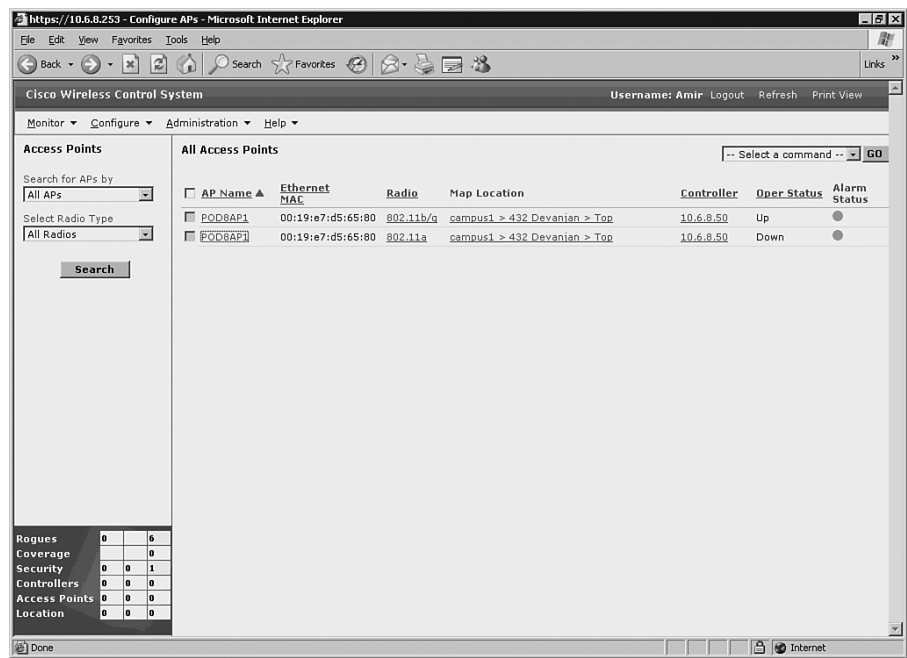 https://10.6.8.253 - Configure APs - Microsoft Internet Explorer
File Edit View Favorites Tools Help
Back Search Favorites Links »
Cisco Wireless Control System Username: Amir Logout Refresh Print View
Monitor Configure Administration Help
Access Points
Search for APs by
All APs
Select Radio Type
All Radios
Search
All Access Points
-- Select a command -- GO
AP Name Ethernet MAC Radio Map Location Controller Oper Status Alarm Status
POD8AP1 00:19:e7:d5:65:80 802.11b/g campus1 > 432 Devanian > Top 10.6.8.50 Up
POD8AP1 00:19:e7:d5:65:80 802.11a campus1 > 432 Devanian > Top 10.6.8.50 Down
Rogues 0 6
Coverage 0
Security 0 0 1
Controllers 0 0 0
Access Points 0 0 0
Location 0 0 0
Done Internet